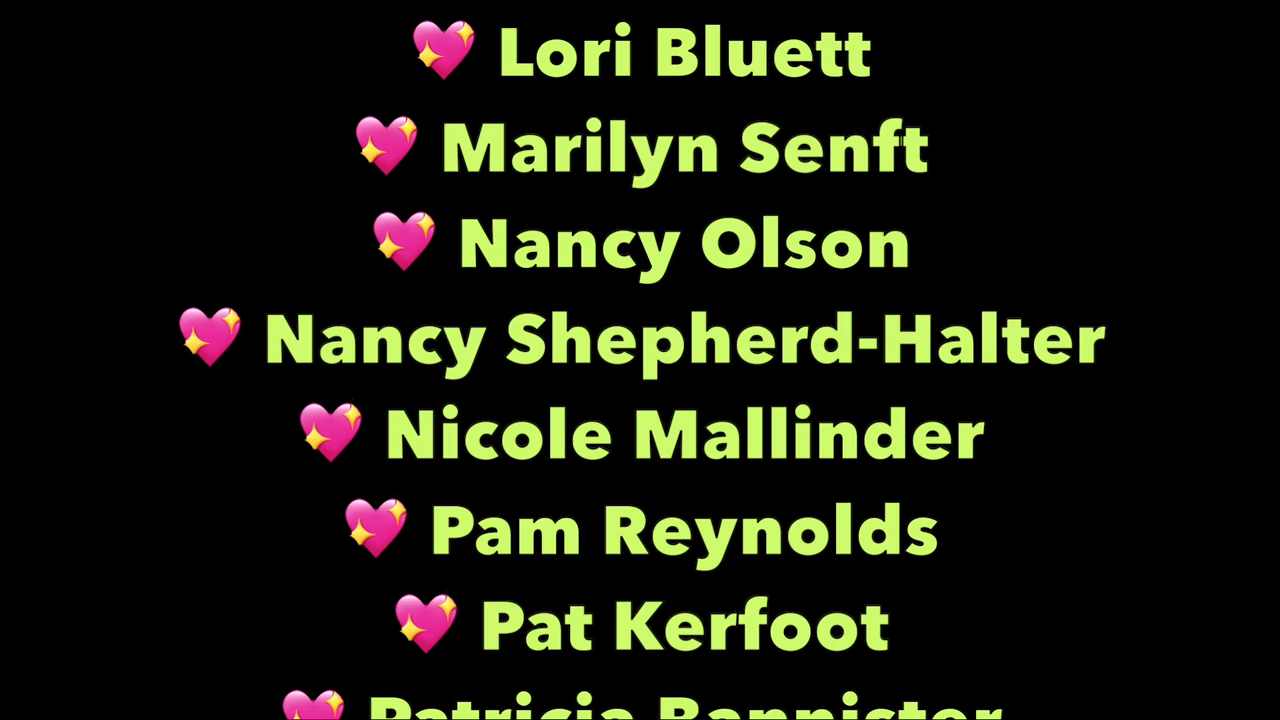 💖 Lori Bluett
💖 Marilyn Senft
💖 Nancy Olson
💖 Nancy Shepherd-Halter
💖 Nicole Mallinder
💖 Pam Reynolds
💖 Pat Kerfoot
💖 Patricia Bannister